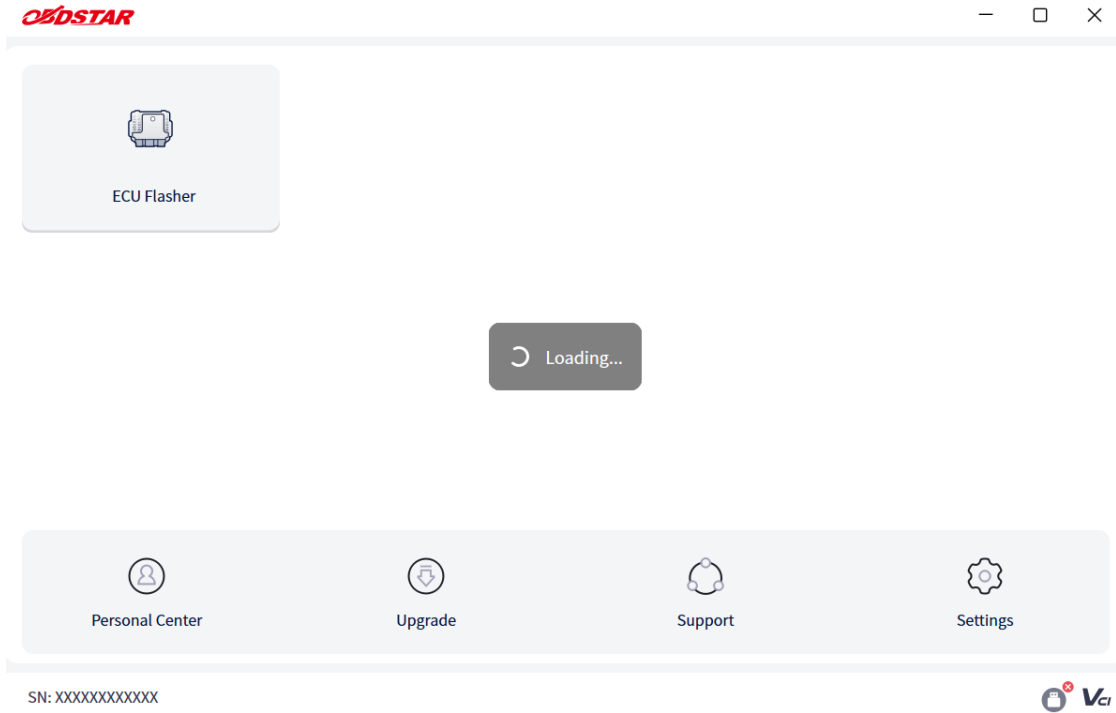 OBDSTAR
ECU Flasher
Loading...
Personal Center
Upgrade
Support
Settings
SN: XXXXXXXXXXXX
VCI